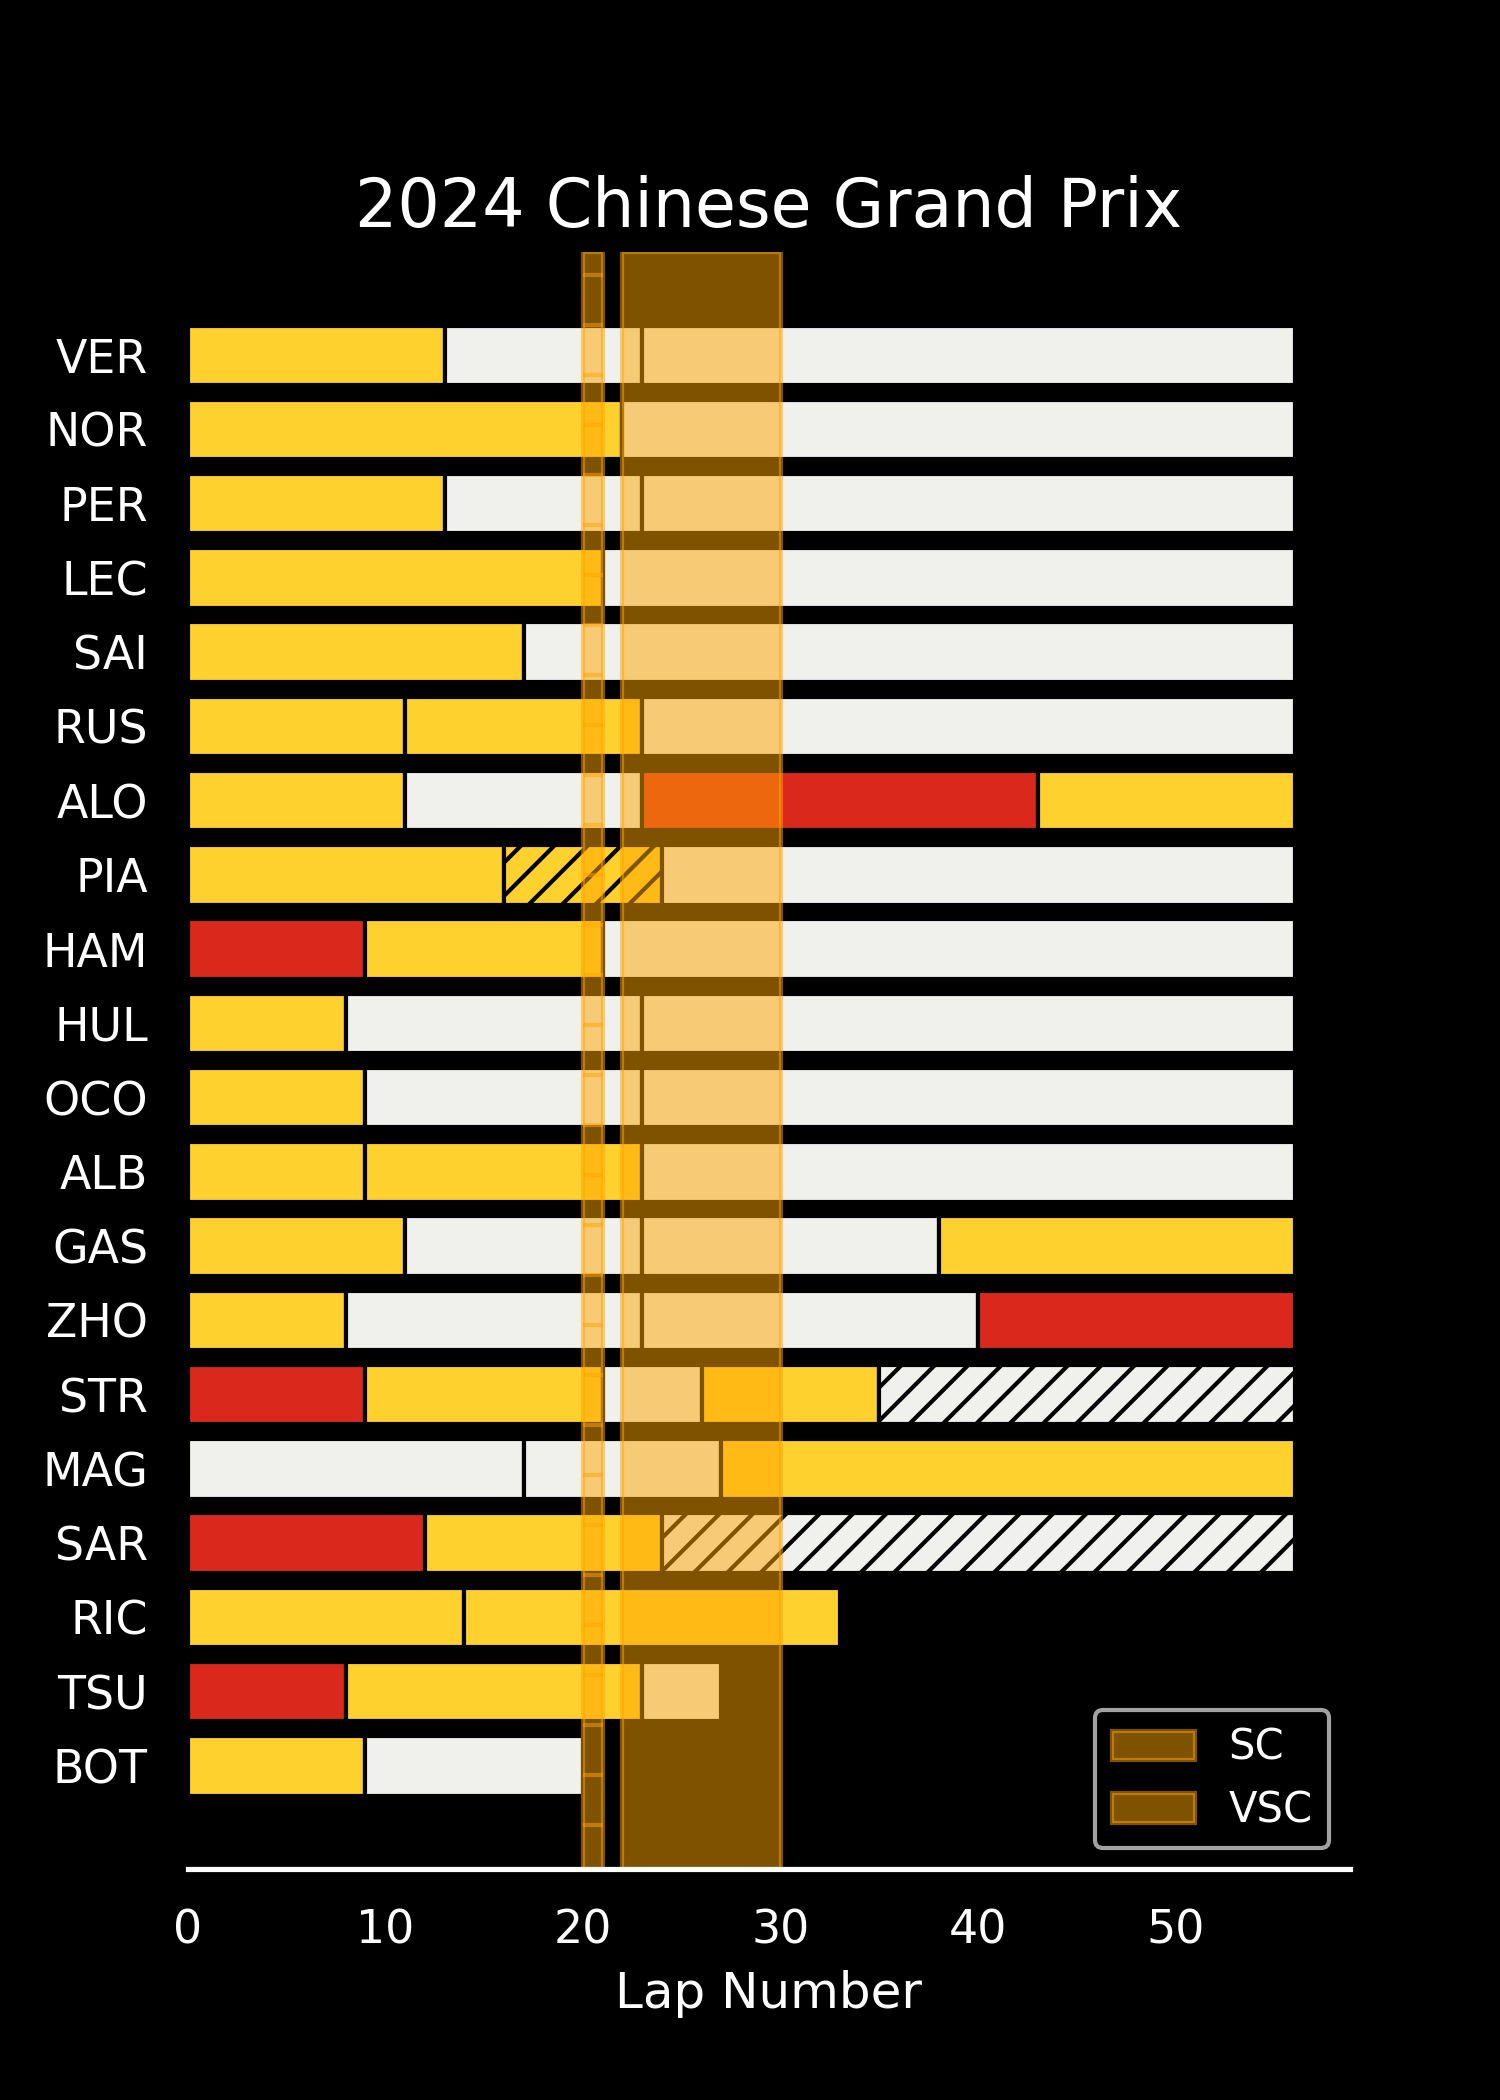 2024 Chinese Grand Prix
VER
NOR
PER
LEC
SAI
RUS
ALO
PIA
HAM
HUL
OCO
ALB
GAS
ZHO
STR
MAG
SAR
RIC
TSU
BOT
SC
VSC
0 10 20 30 40 50
Lap Number